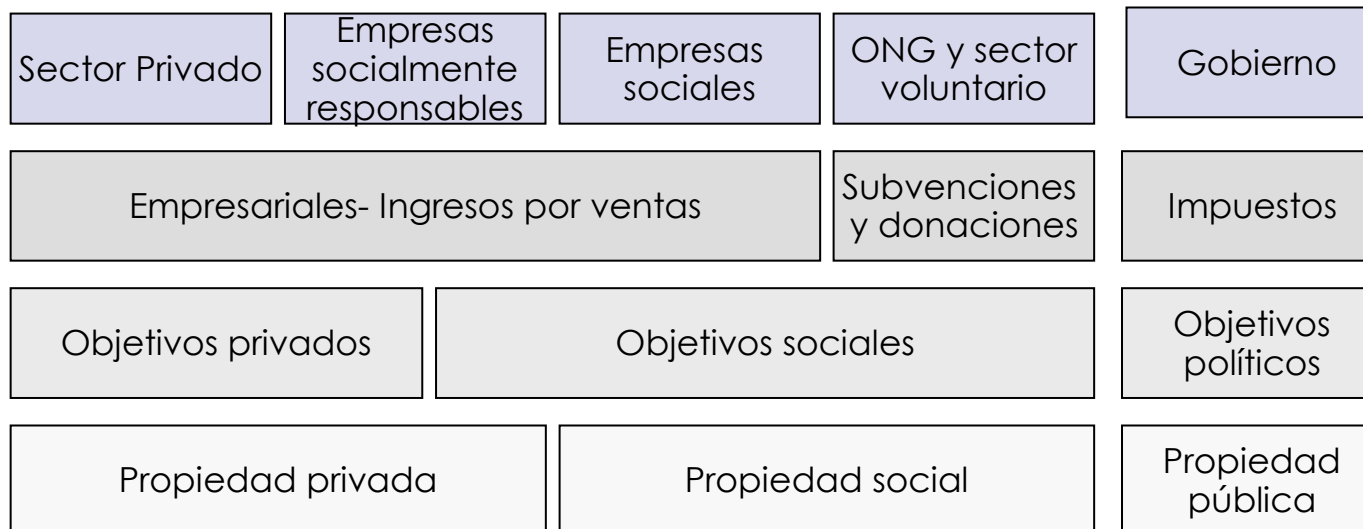 Sector Privado
Empresas
socialmente
responsables
Empresas
sociales
ONG y sector
voluntario
Gobierno
Empresariales- Ingresos por ventas
Subvenciones
y donaciones
Impuestos
Objetivos privados
Objetivos sociales
Objetivos
políticos
Propiedad privada
Propiedad social
Propiedad
pública